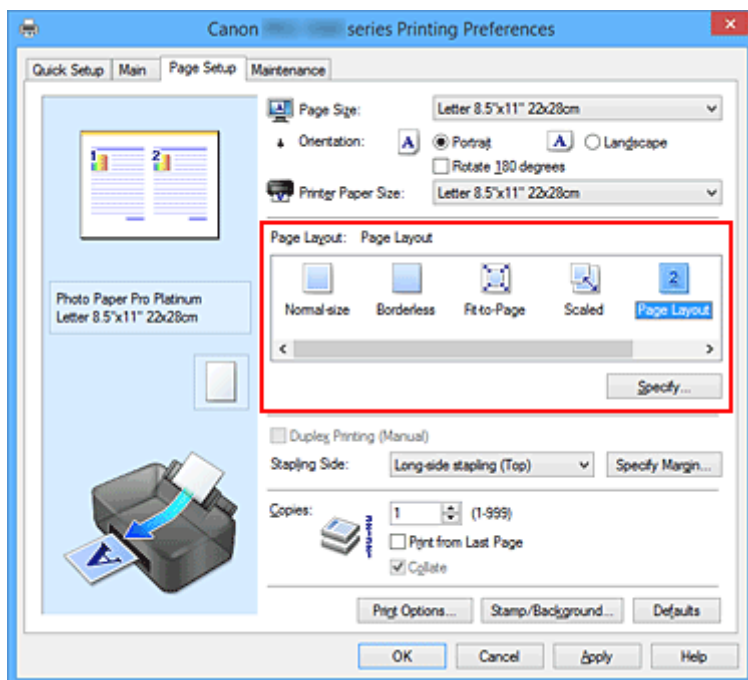 Canon series Printing Preferences
Quick Setup Main Page Setup Maintenance
Page Size: Letter 8.5"x11" 22x28cm
Orientation: A Portrait A Landscape
Rotate 180 degrees
Printer Paper Size: Letter 8.5"x11" 22x28cm
1 2
Page Layout: Page Layout
2
Normal-size Borderless Fit-to-Page Scaled Page Layout
Photo Paper Pro Platinum
Letter 8.5"x11" 22x28cm
Specify...
Duplex Printing (Manual)
Stapling Side: Long-side stapling (Top) Specify Margin...
Copies: 1 (1-999)
Print from Last Page
Collate
A
Print Options... Stamp/Background... Defaults
OK Cancel Apply Help